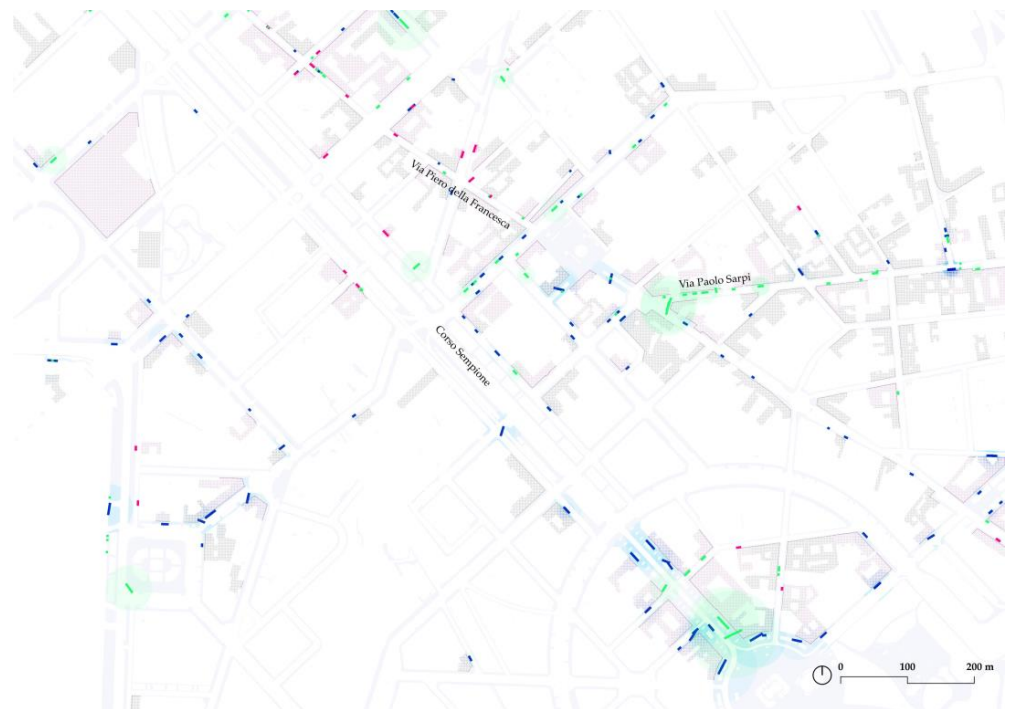 Via Piero della Francesca
Via Paolo Sarpi
Corso Sempione
0 100 200 m